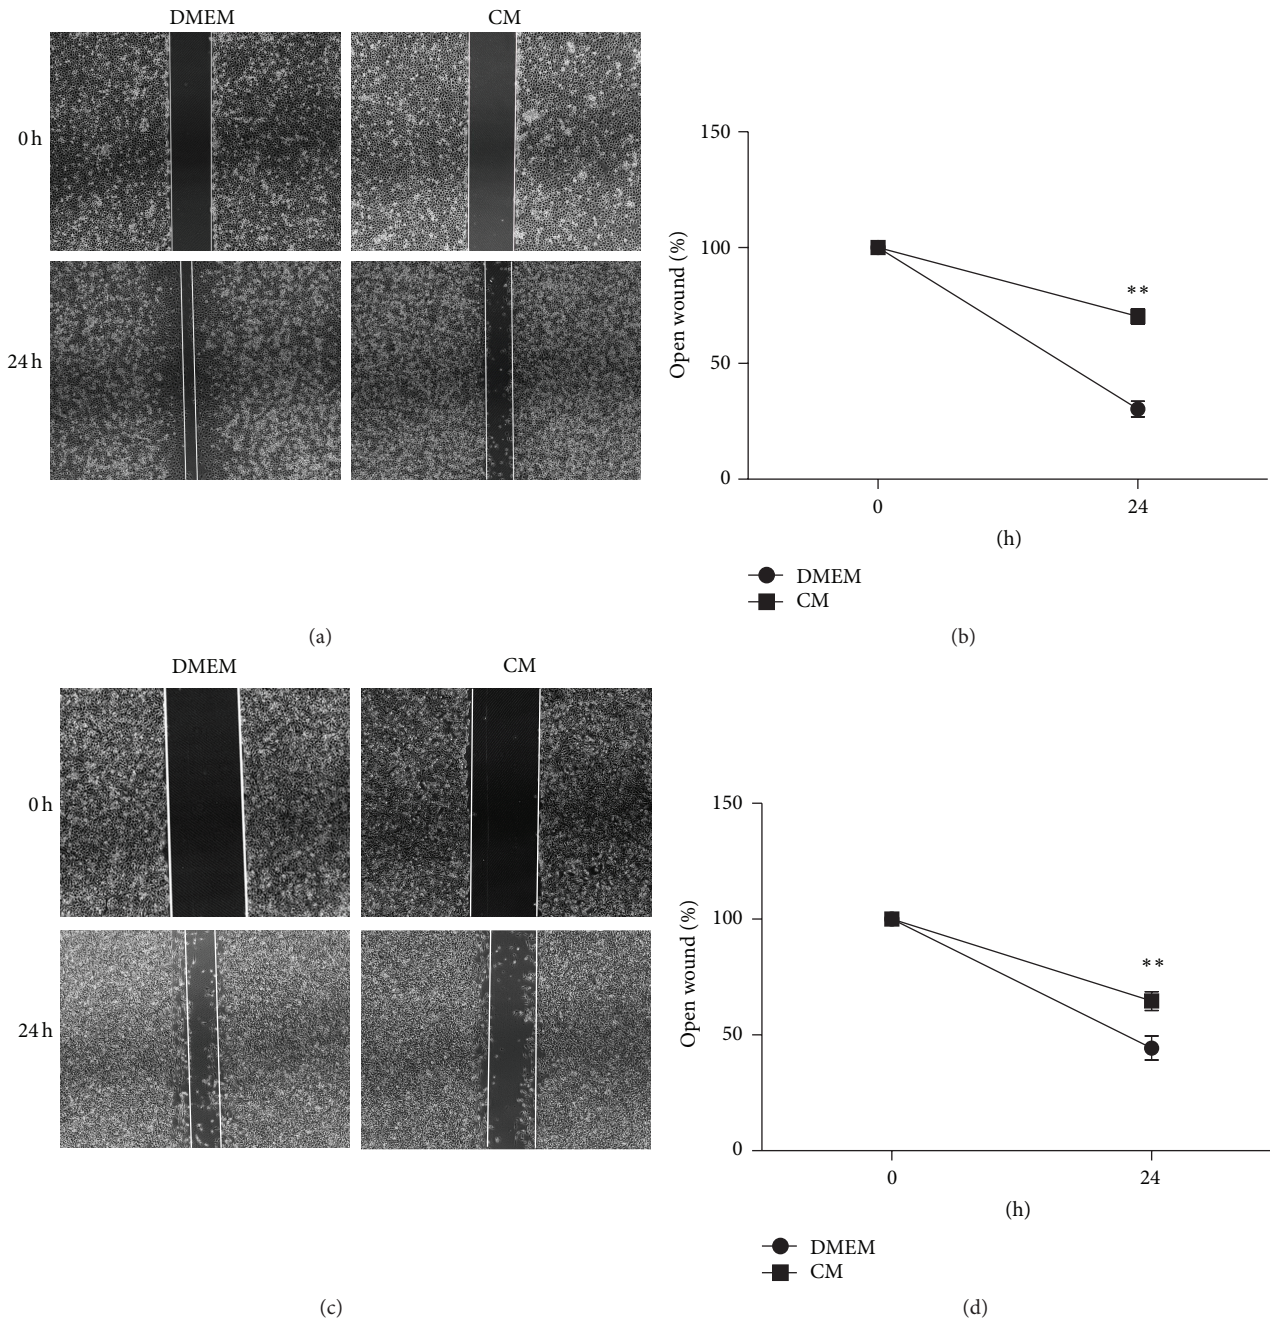 DMEM CM
0 h
24 h
(a)
150
100
50
0
Open wound (%)
**
0 24
(h)
DMEM
CM
(b)
DMEM CM
0 h
24 h
(c)
150
100
50
0
Open wound (%)
**
0 24
(h)
DMEM
CM
(d)